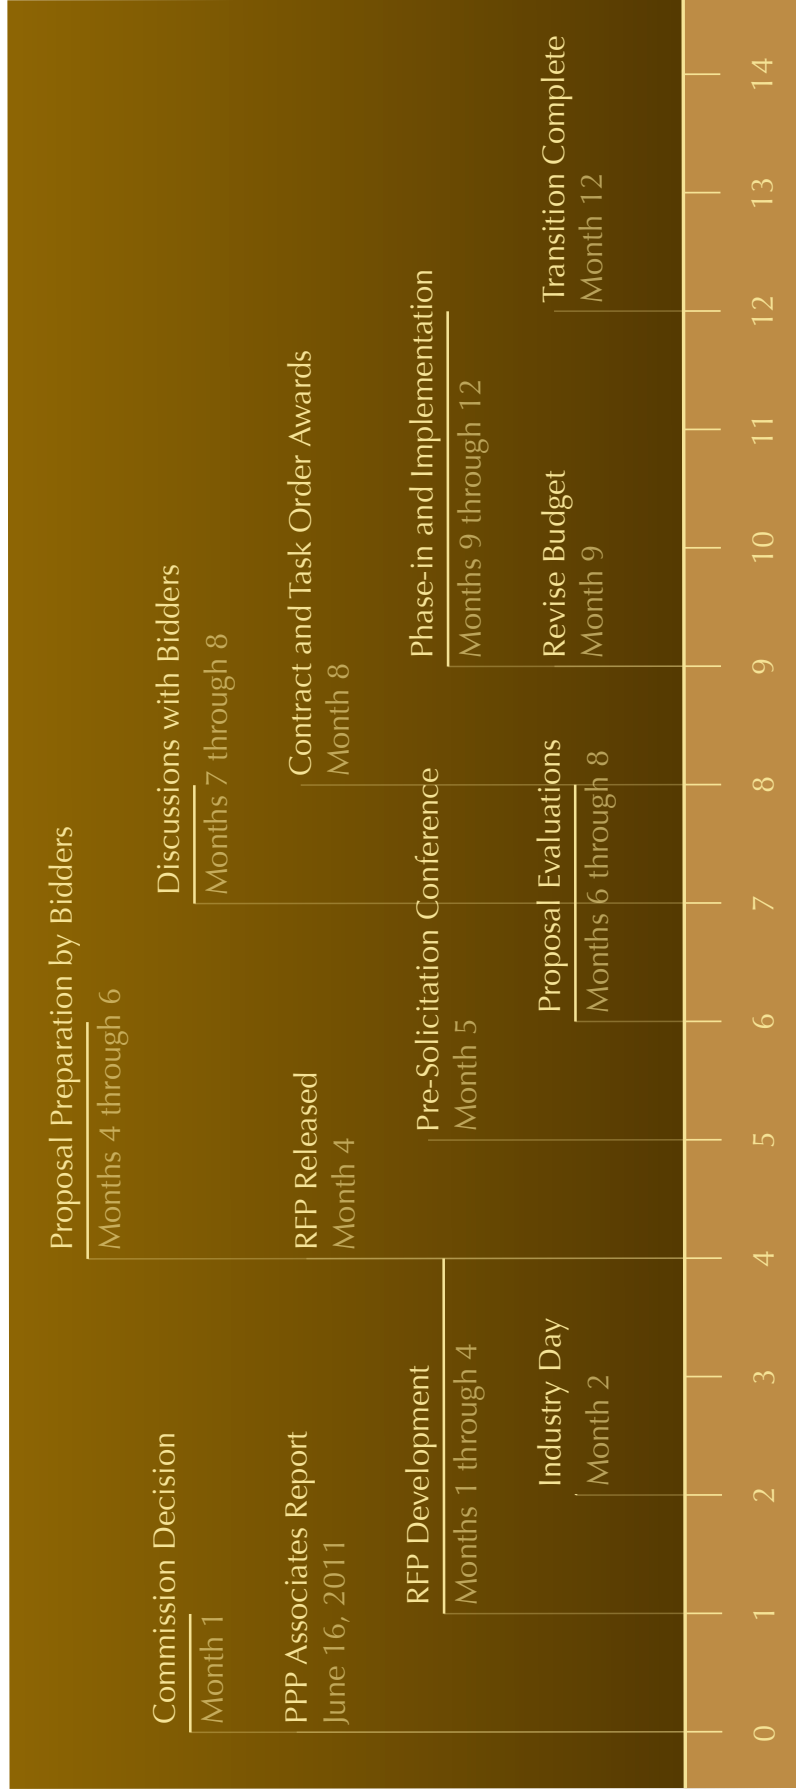 Proposal Preparation by Bidders
Months 4 through 6
Commission Decision
Month 1
Discussions with Bidders
Months 7 through 8
PPP Associates Report
June 16, 2011
RFP Released
Month 4
Contract and Task Order Awards
Month 8
RFP Development
Months 1 through 4
Pre-Solicitation Conference
Month 5
Phase-in and Implementation
Months 9 through 12
Industry Day
Month 2
Proposal Evaluations
Months 6 through 8
Revise Budget
Month 9
Transition Complete
Month 12
0 1 2 3 4 5 6 7 8 9 10 11 12 13 14